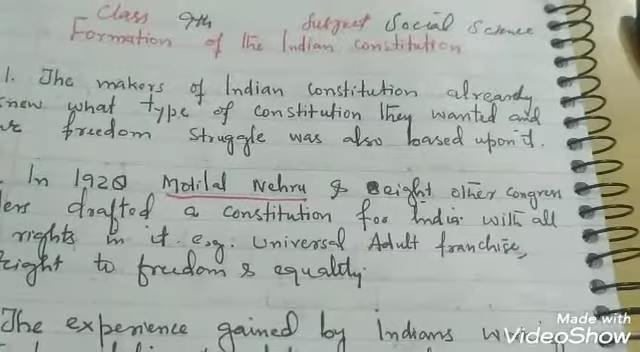 Class 9th Subject Social Science
Formation of the Indian constitution
1. The makers of Indian constitution already
knew what type of constitution they wanted and
freedom struggle was also based upon it.
In 1928 Motilal Nehru & eight other congress
drafted a constitution for India with all
rights in it. e.g. Universal Adult franchise,
right to freedom & equality.
The experience gained by Indians
Made with
VideoShow